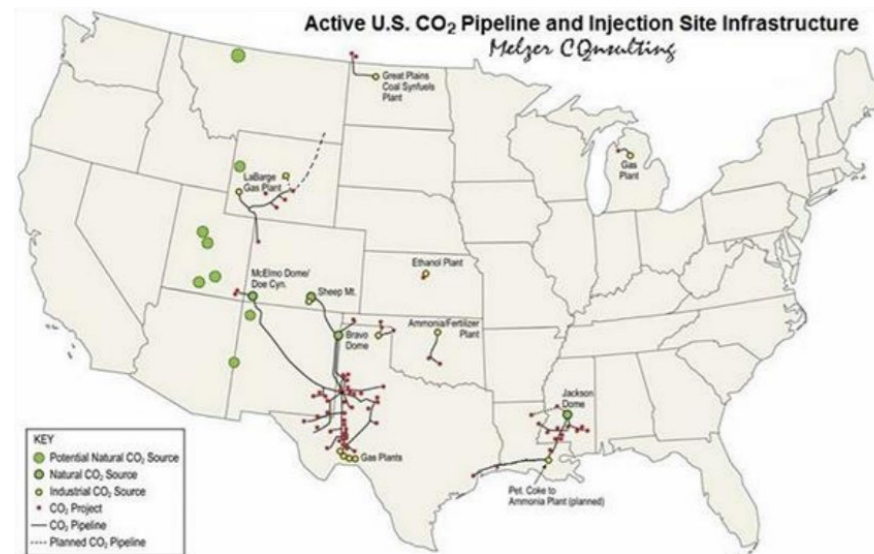 Active U.S. CO₂ Pipeline and Injection Site Infrastructure
Melzer CO₂nsulting
Great Plains
Coal Synfuels
Plant
LaBarge
Gas Plant
Gas
Plant
McElmo Dome/
Doe Cyn.
Sheep Mt.
Ethanol Plant
Bravo
Dome
Ammonia/Fertilizer
Plant
Jackson
Dome
Gas Plants
Pet. Coke to
Ammonia Plant (planned)
KEY
Potential Natural CO₂ Source
Natural CO₂ Source
Industrial CO₂ Source
CO₂ Project
CO₂ Pipeline
Planned CO₂ Pipeline